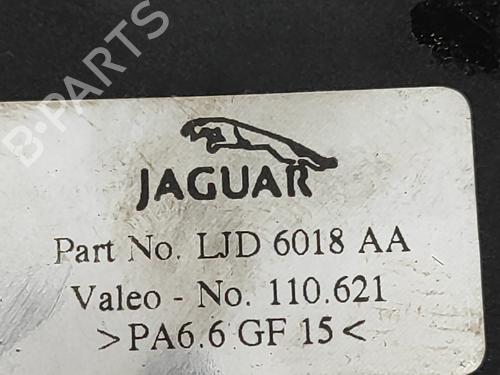 B-PARTS
JAGUAR
Part No. LJD 6018 AA
Valeo - No. 110.621
>PA6.6 GF 15<